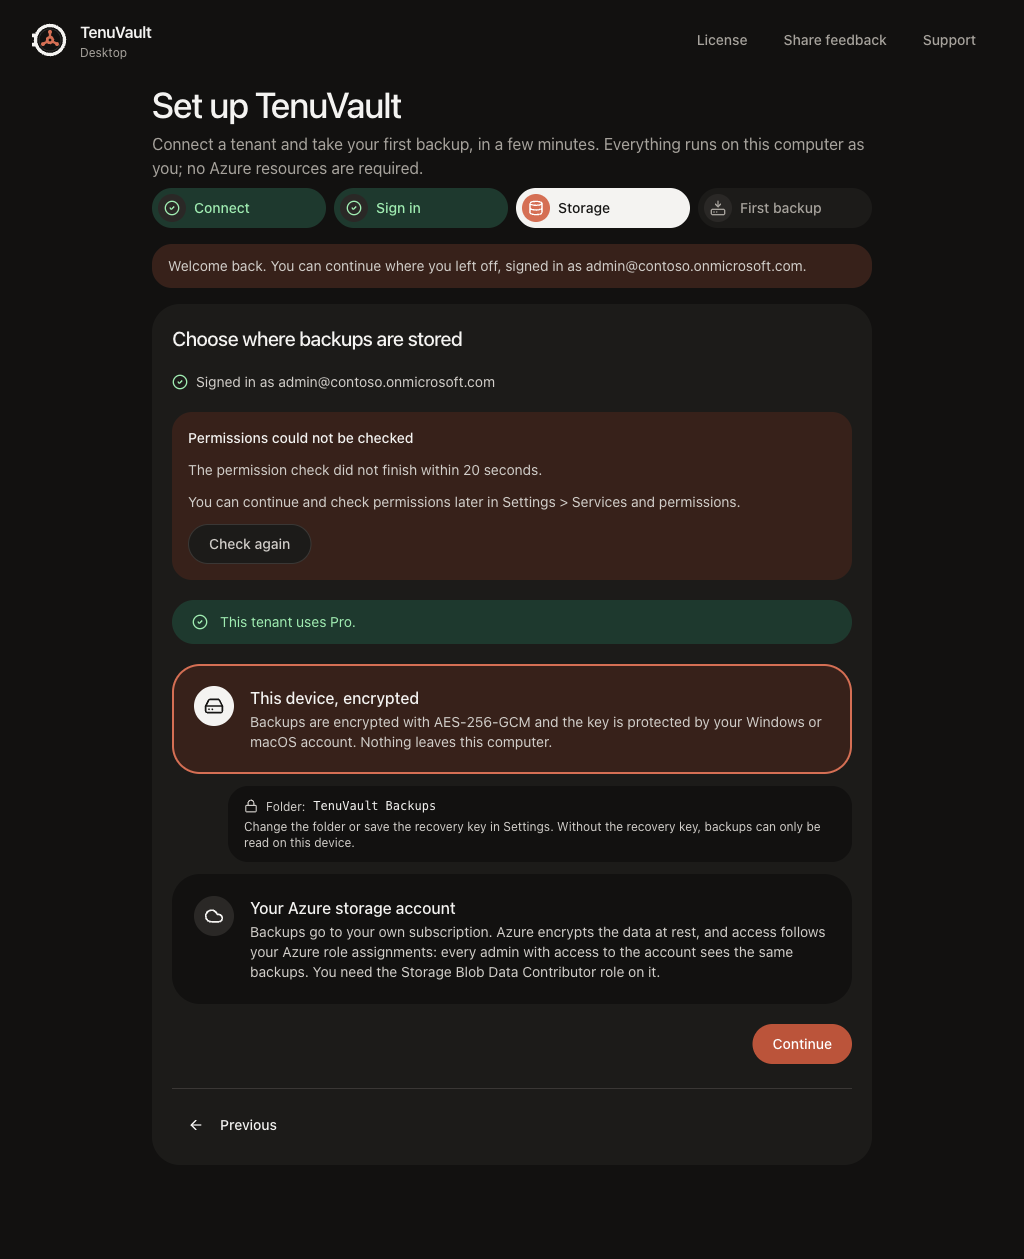 TenuVault
Desktop
License
Share feedback
Support
Set up TenuVault
Connect a tenant and take your first backup, in a few minutes. Everything runs on this computer as
you; no Azure resources are required.
Connect
Sign in
Storage
First backup
Welcome back. You can continue where you left off, signed in as admin@contoso.onmicrosoft.com.
Choose where backups are stored
Signed in as admin@contoso.onmicrosoft.com
Permissions could not be checked
The permission check did not finish within 20 seconds.
You can continue and check permissions later in Settings > Services and permissions.
Check again
This tenant uses Pro.
This device, encrypted
Backups are encrypted with AES-256-GCM and the key is protected by your Windows or
macOS account. Nothing leaves this computer.
Folder: TenuVault Backups
Change the folder or save the recovery key in Settings. Without the recovery key, backups can only be
read on this device.
Your Azure storage account
Backups go to your own subscription. Azure encrypts the data at rest, and access follows
your Azure role assignments: every admin with access to the account sees the same
backups. You need the Storage Blob Data Contributor role on it.
Continue
Previous